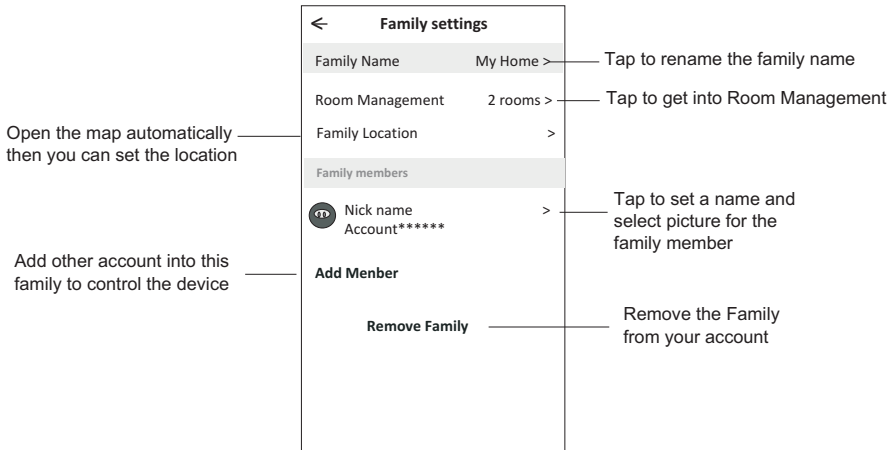 Family settings
Family Name My Home >
Tap to rename the family name
Room Management 2 rooms >
Tap to get into Room Management
Family Location >
Open the map automatically
then you can set the location
Family members
Nick name >
Account******
Tap to set a name and
select picture for the
family member
Add Menber
Add other account into this
family to control the device
Remove Family
Remove the Family
from your account